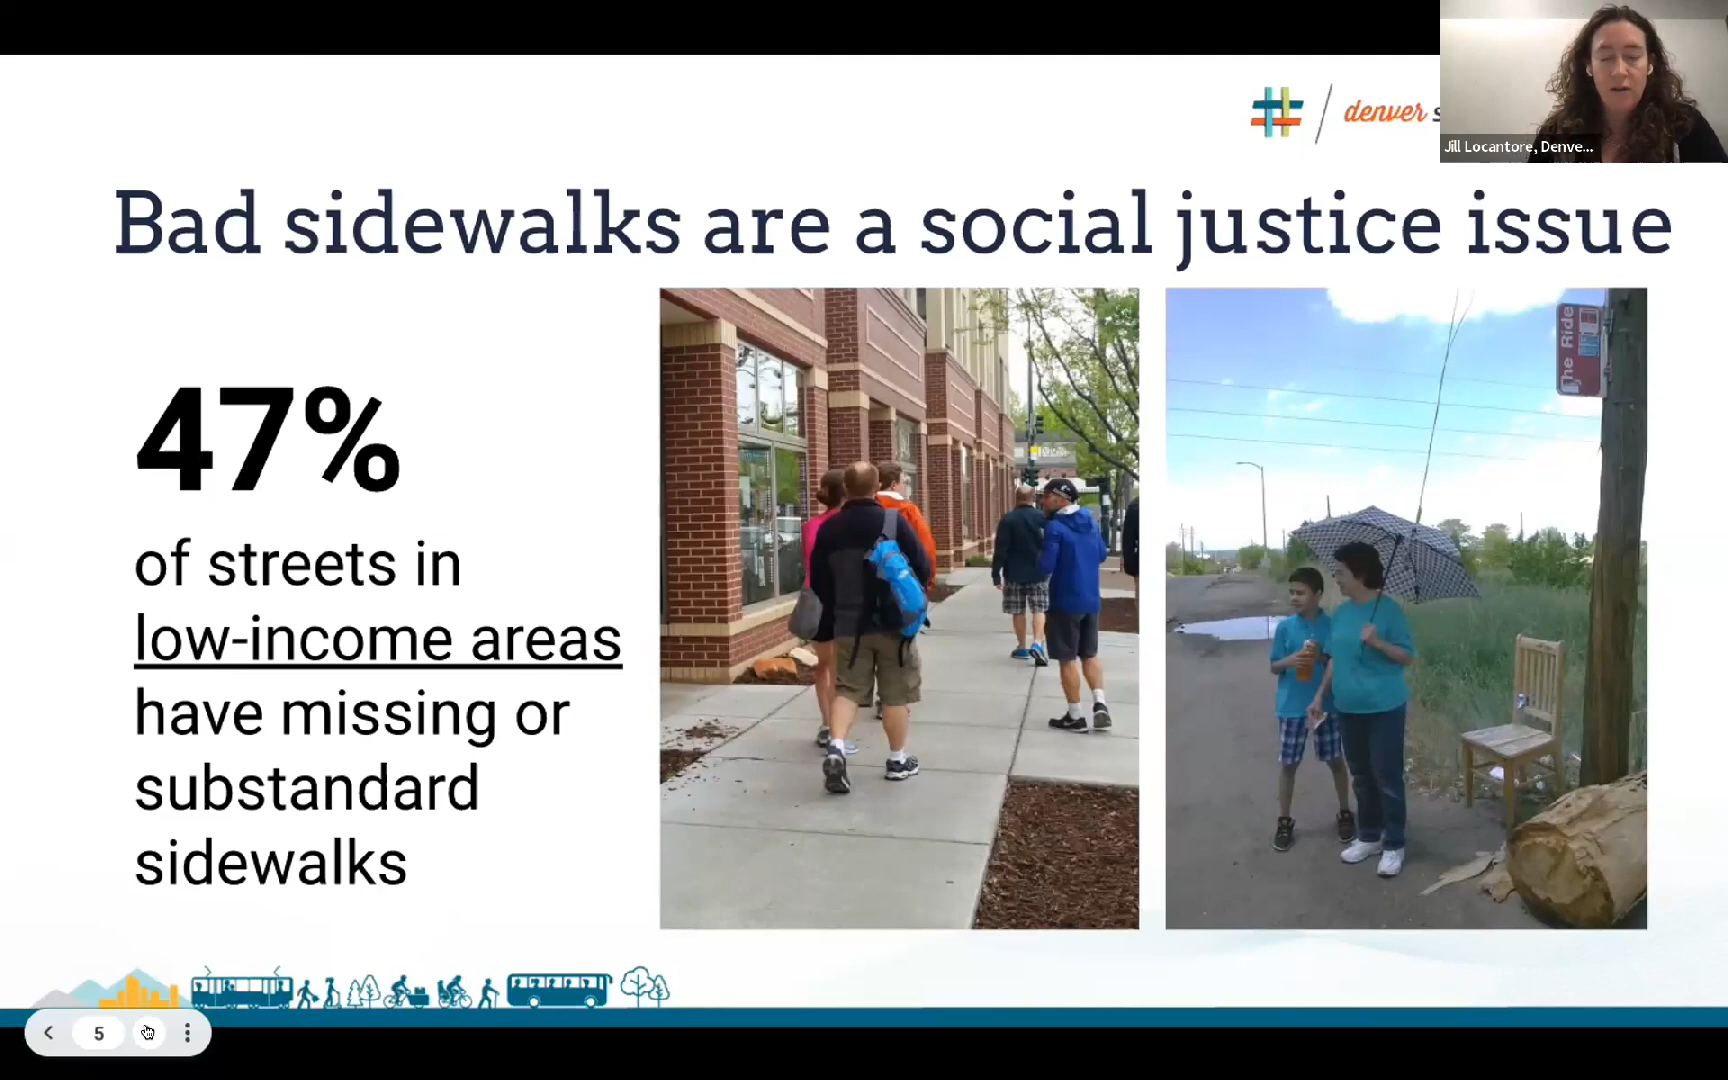 denver
Jill Locantore, Denve...
Bad sidewalks are a social justice issue
47%
of streets in
low-income areas
have missing or
substandard
sidewalks
The Ride
5